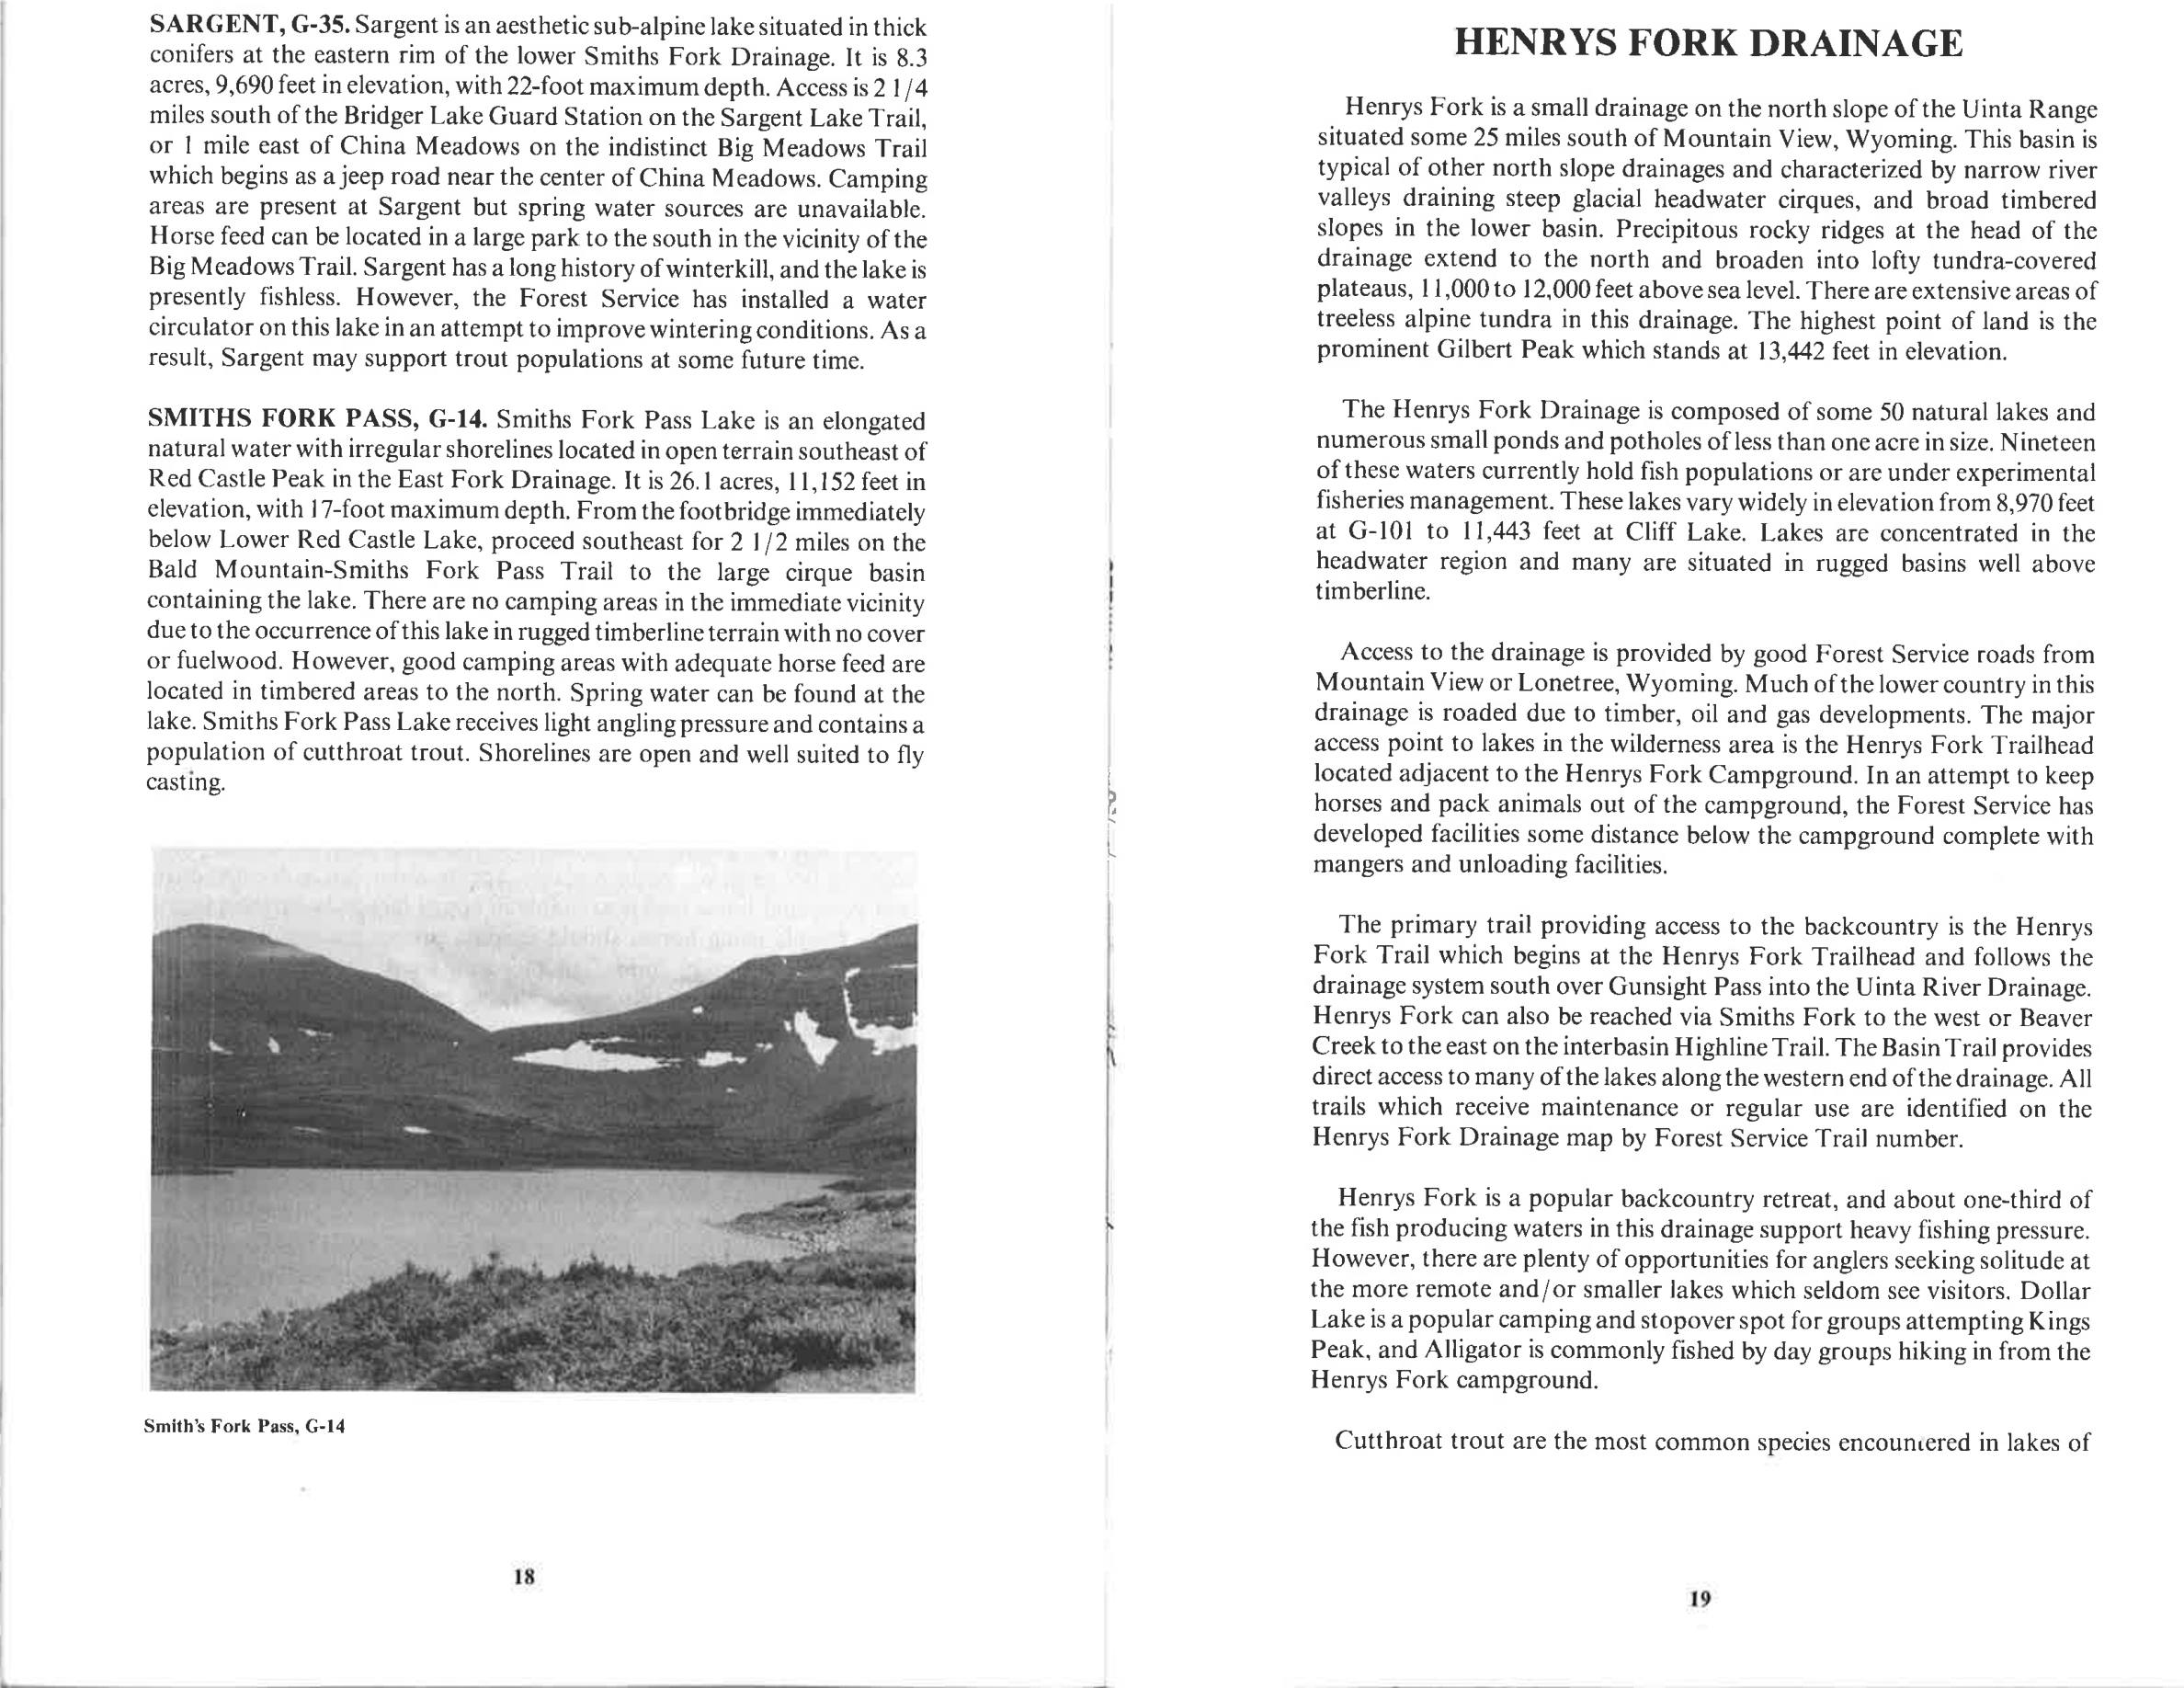 SARGENT, G-35. Sargent is an aesthetic sub-alpine lake situated in thick
conifers at the eastern rim of the lower Smiths Fork Drainage. It is 8.3
acres, 9,690 feet in elevation, with 22-foot maximum depth. Access is 2 1/4
miles south of the Bridger Lake Guard Station on the Sargent Lake Trail,
or 1 mile east of China Meadows on the indistinct Big Meadows Trail
which begins as a jeep road near the center of China Meadows. Camping
areas are present at Sargent but spring water sources are unavailable.
Horse feed can be located in a large park to the south in the vicinity of the
Big Meadows Trail. Sargent has a long history of winterkill, and the lake is
presently fishless. However, the Forest Service has installed a water
circulator on this lake in an attempt to improve wintering conditions. As a
result, Sargent may support trout populations at some future time.
SMITHS FORK PASS, G-14. Smiths Fork Pass Lake is an elongated
natural water with irregular shorelines located in open terrain southeast of
Red Castle Peak in the East Fork Drainage. It is 26.1 acres, 11,152 feet in
elevation, with 17-foot maximum depth. From the footbridge immediately
below Lower Red Castle Lake, proceed southeast for 2 1/2 miles on the
Bald Mountain-Smiths Fork Pass Trail to the large cirque basin
containing the lake. There are no camping areas in the immediate vicinity
due to the occurrence of this lake in rugged timberline terrain with no cover
or fuelwood. However, good camping areas with adequate horse feed are
located in timbered areas to the north. Spring water can be found at the
lake. Smiths Fork Pass Lake receives light angling pressure and contains a
population of cutthroat trout. Shorelines are open and well suited to fly
casting.
Smith's Fork Pass, G-14
18
HENRYS FORK DRAINAGE
Henrys Fork is a small drainage on the north slope of the Uinta Range
situated some 25 miles south of Mountain View, Wyoming. This basin is
typical of other north slope drainages and characterized by narrow river
valleys draining steep glacial headwater cirques, and broad timbered
slopes in the lower basin. Precipitous rocky ridges at the head of the
drainage extend to the north and broaden into lofty tundra-covered
plateaus, 11,000 to 12,000 feet above sea level. There are extensive areas of
treeless alpine tundra in this drainage. The highest point of land is the
prominent Gilbert Peak which stands at 13,442 feet in elevation.
The Henrys Fork Drainage is composed of some 50 natural lakes and
numerous small ponds and potholes of less than one acre in size. Nineteen
of these waters currently hold fish populations or are under experimental
fisheries management. These lakes vary widely in elevation from 8,970 feet
at G-101 to 11,443 feet at Cliff Lake. Lakes are concentrated in the
headwater region and many are situated in rugged basins well above
timberline.
Access to the drainage is provided by good Forest Service roads from
Mountain View or Lonetree, Wyoming. Much of the lower country in this
drainage is roaded due to timber, oil and gas developments. The major
access point to lakes in the wilderness area is the Henrys Fork Trailhead
located adjacent to the Henrys Fork Campground. In an attempt to keep
horses and pack animals out of the campground, the Forest Service has
developed facilities some distance below the campground complete with
mangers and unloading facilities.
The primary trail providing access to the backcountry is the Henrys
Fork Trail which begins at the Henrys Fork Trailhead and follows the
drainage system south over Gunsight Pass into the Uinta River Drainage.
Henrys Fork can also be reached via Smiths Fork to the west or Beaver
Creek to the east on the interbasin Highline Trail. The Basin Trail provides
direct access to many of the lakes along the western end of the drainage. All
trails which receive maintenance or regular use are identified on the
Henrys Fork Drainage map by Forest Service Trail number.
Henrys Fork is a popular backcountry retreat, and about one-third of
the fish producing waters in this drainage support heavy fishing pressure.
However, there are plenty of opportunities for anglers seeking solitude at
the more remote and/or smaller lakes which seldom see visitors. Dollar
Lake is a popular camping and stopover spot for groups attempting Kings
Peak, and Alligator is commonly fished by day groups hiking in from the
Henrys Fork campground.
Cutthroat trout are the most common species encountered in lakes of
19